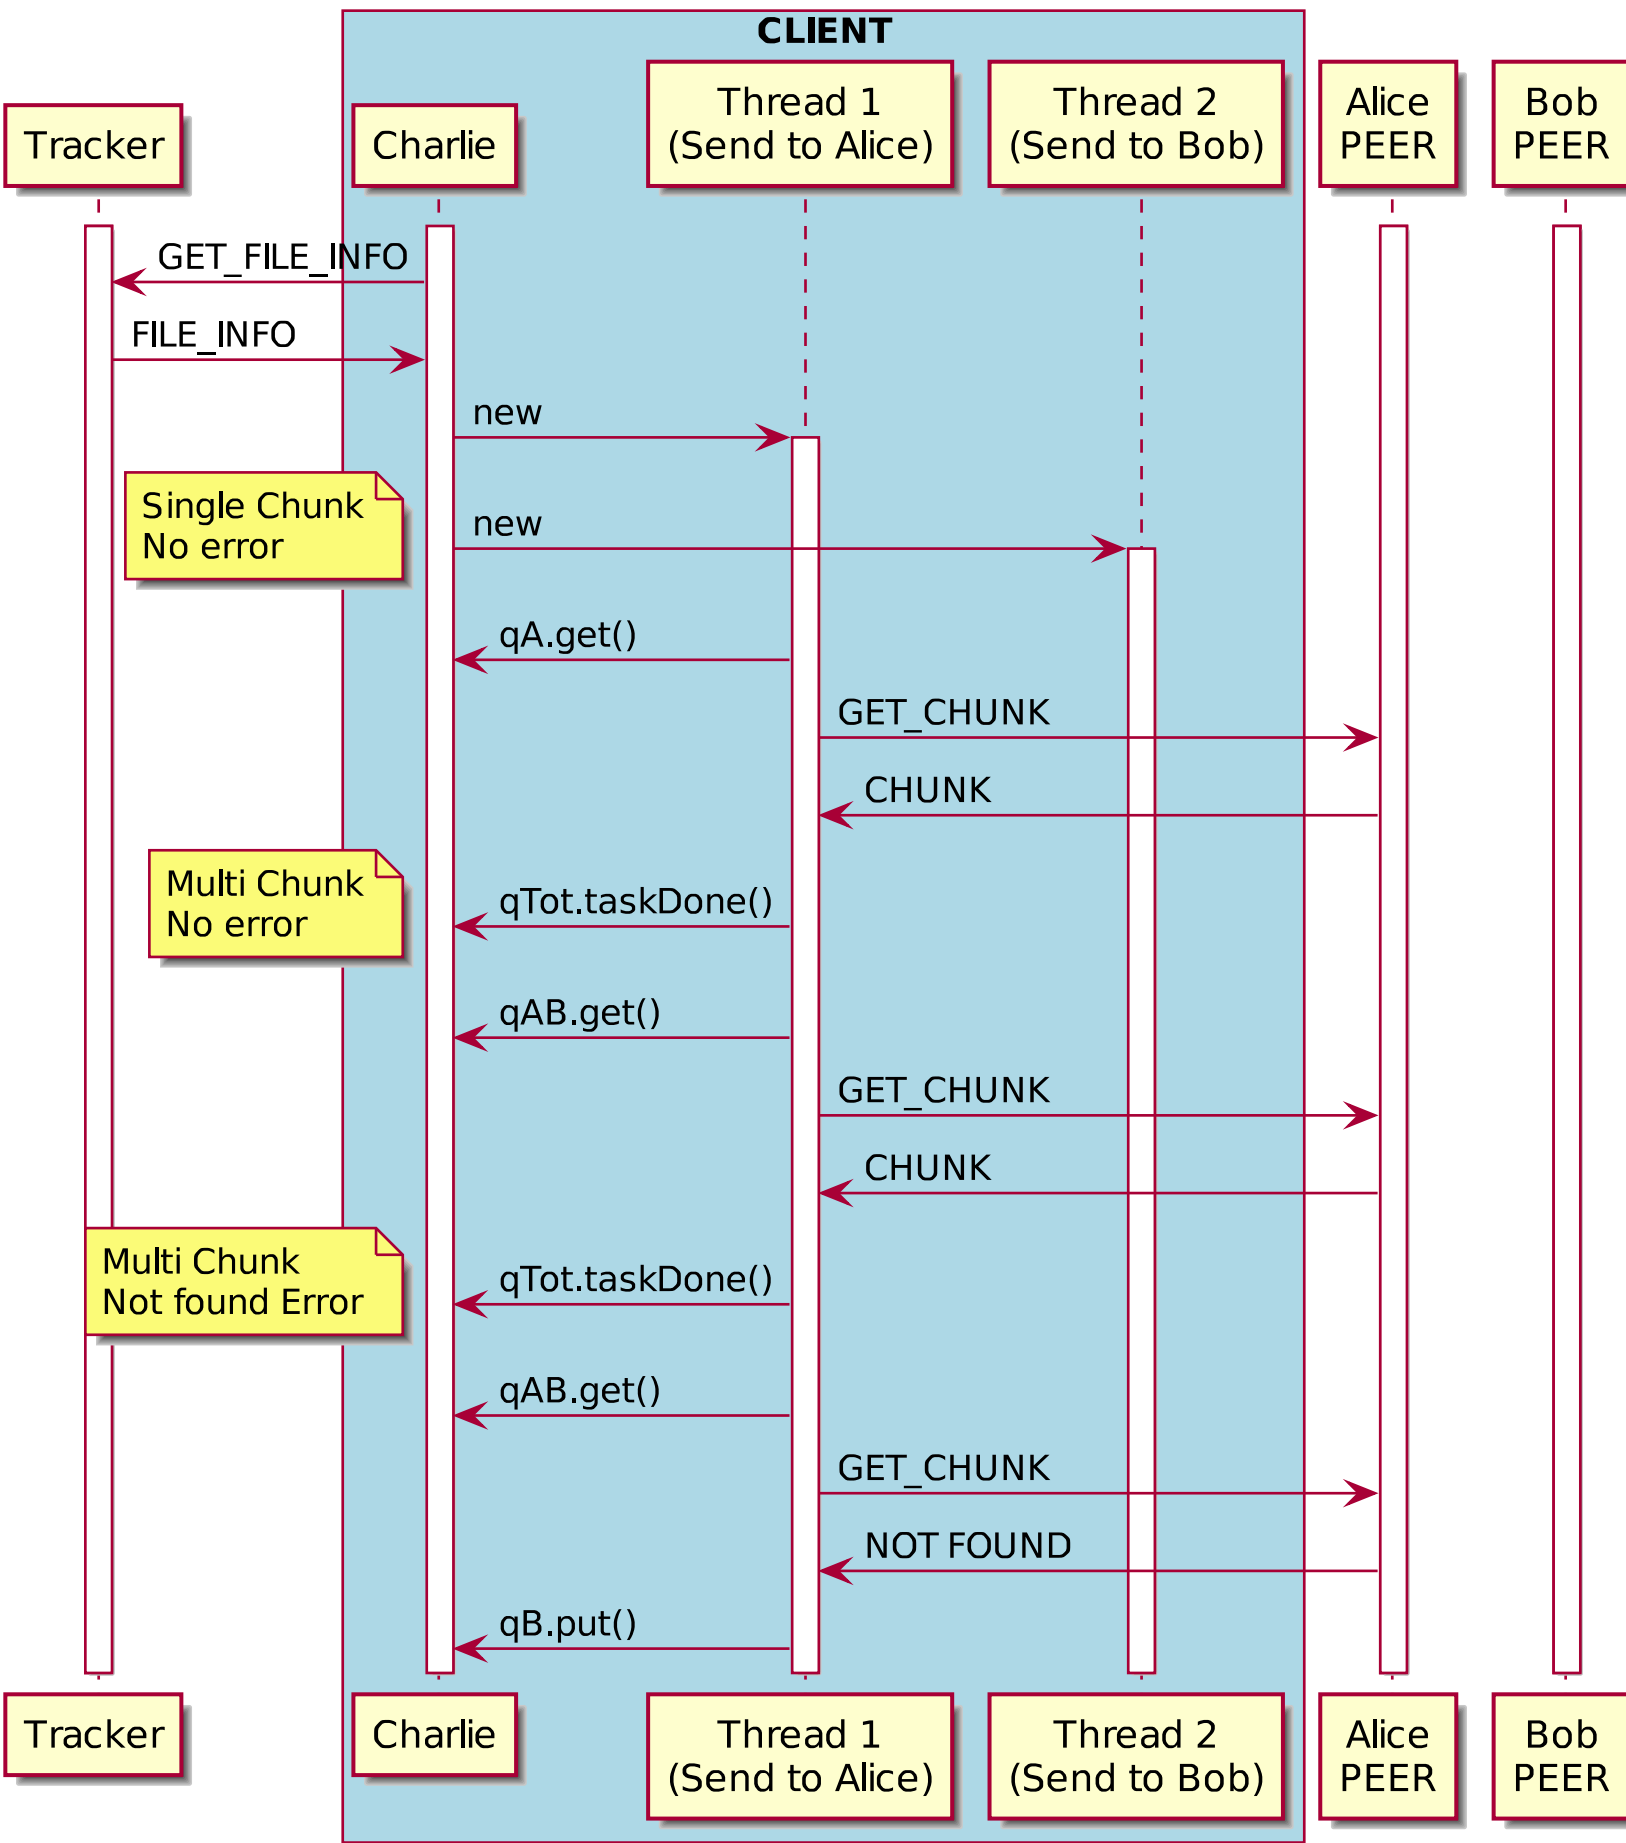 CLIENT
Tracker
Charlie
Thread 1
(Send to Alice)
Thread 2
(Send to Bob)
Alice
PEER
Bob
PEER
GET_FILE_INFO
FILE_INFO
new
Single Chunk
No error
new
qA.get()
GET_CHUNK
CHUNK
Multi Chunk
No error
qTot.taskDone()
qAB.get()
GET_CHUNK
CHUNK
Multi Chunk
Not found Error
qTot.taskDone()
qAB.get()
GET_CHUNK
NOT FOUND
qB.put()
Tracker
Charlie
Thread 1
(Send to Alice)
Thread 2
(Send to Bob)
Alice
PEER
Bob
PEER